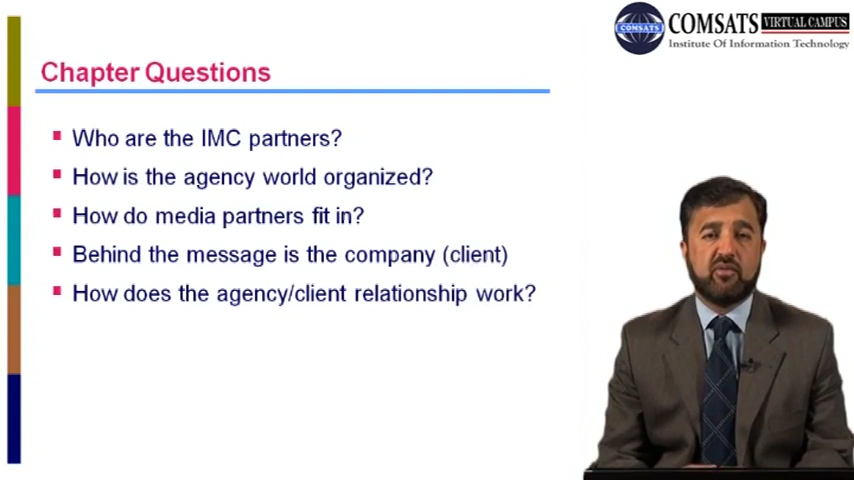 COMSATS VIRTUAL CAMPUS
COMSATS
Institute Of Information Technology
Chapter Questions
Who are the IMC partners?
How is the agency world organized?
How do media partners fit in?
Behind the message is the company (client)
How does the agency/client relationship work?